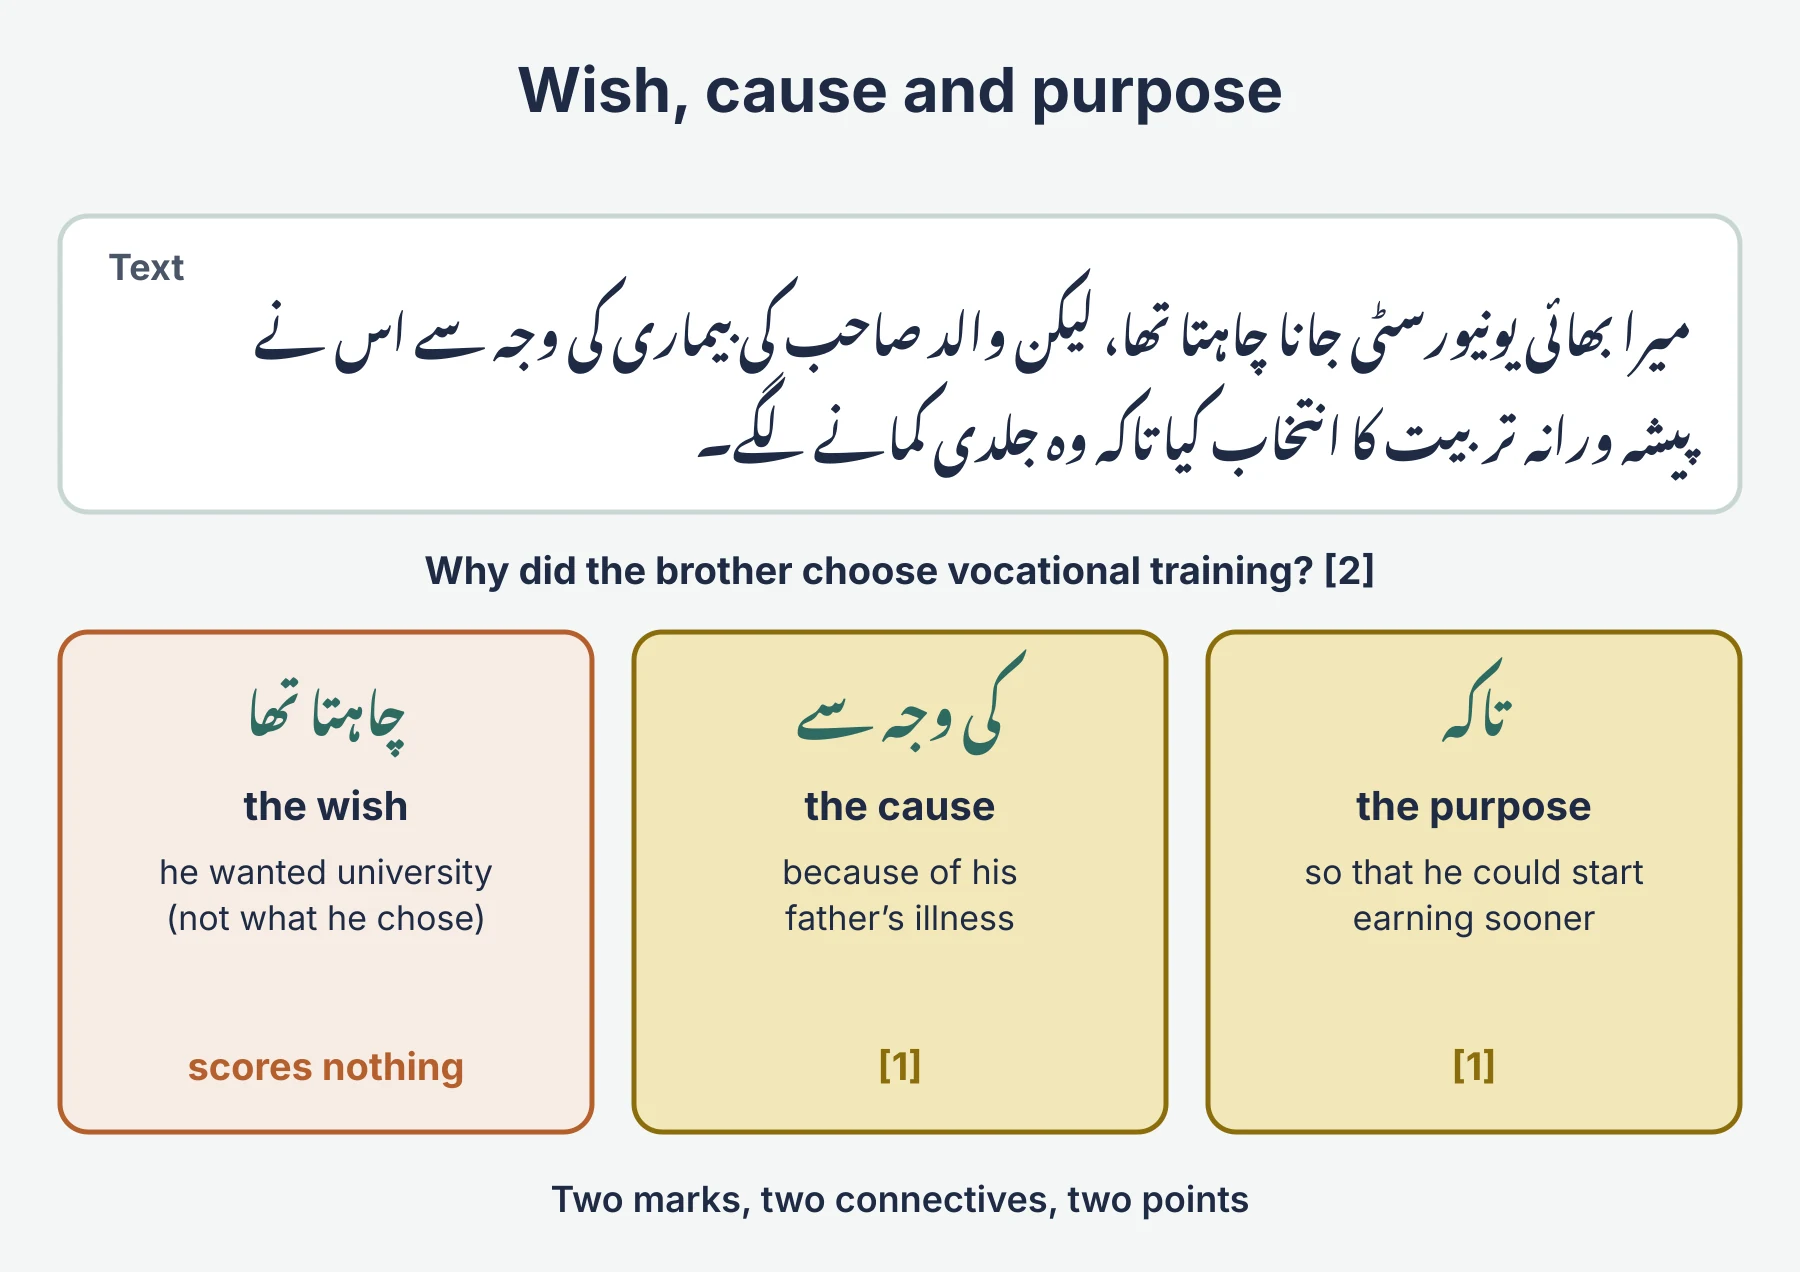 Wish, cause and purpose
Text
میرا بھائی یونیورسٹی جانا چاہتا تھا، لیکن والد صاحب کی بیماری کی وجہ سے اس نے
پیشہ ورانہ تربیت کا انتخاب کیا تاکہ وہ جلدی کمانے لگے۔
Why did the brother choose vocational training? [2]
چاہتا تھا
the wish
he wanted university
(not what he chose)
scores nothing
کی وجہ سے
the cause
because of his
father’s illness
[1]
تاکہ
the purpose
so that he could start
earning sooner
[1]
Two marks, two connectives, two points